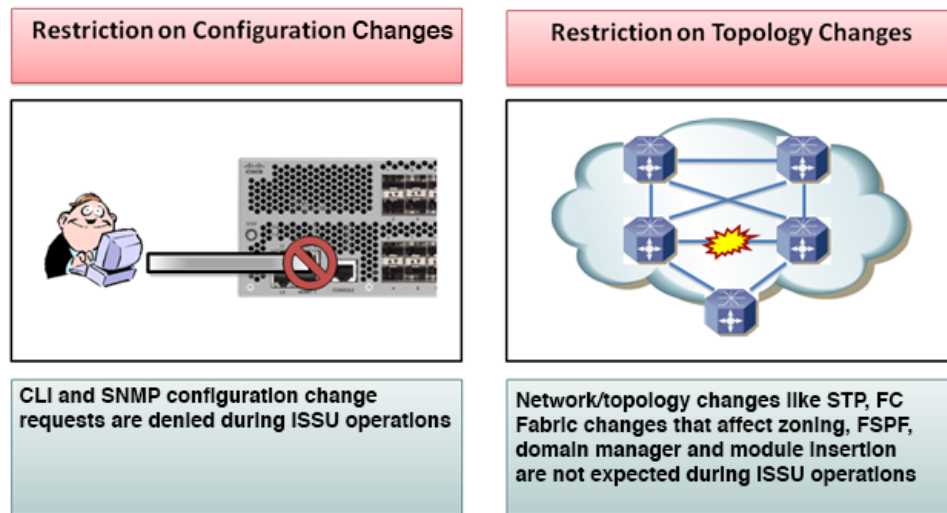 Restriction on Configuration Changes
Restriction on Topology Changes
CISCO
CONSOLE
CLI and SNMP configuration change
requests are denied during ISSU operations
Network/topology changes like STP, FC
Fabric changes that affect zoning, FSPF,
domain manager and module insertion
are not expected during ISSU operations